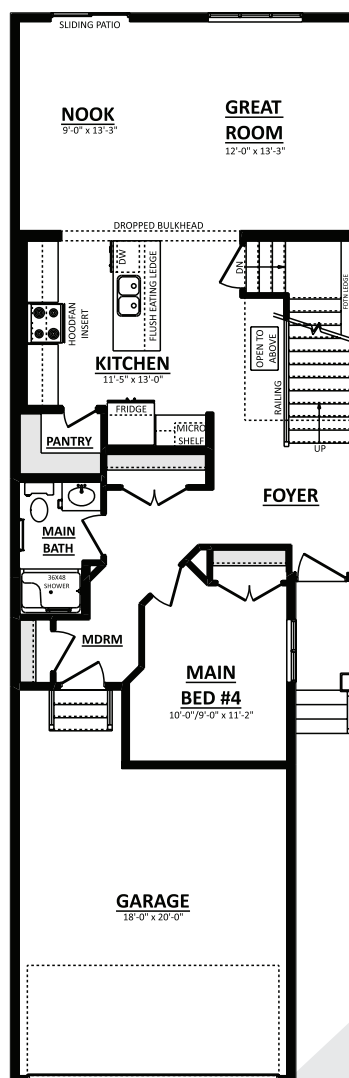 SLIDING PATIO
NOOK
9'-0" x 13'-3"
GREAT
ROOM
12'-0" x 13'-3"
DROPPED BULKHEAD
DW
FLUSH EATING LEDGE
DN
FDTN LEDGE
HOODFAN
INSERT
OPEN TO
ABOVE
KITCHEN
11'-5" x 13'-0"
RAILING
FRIDGE
MICRO
SHELF
UP
PANTRY
FOYER
MAIN
BATH
36X48
SHOWER
MDRM
MAIN
BED #4
10'-0"/9'-0" x 11'-2"
GARAGE
18'-0" x 20'-0"